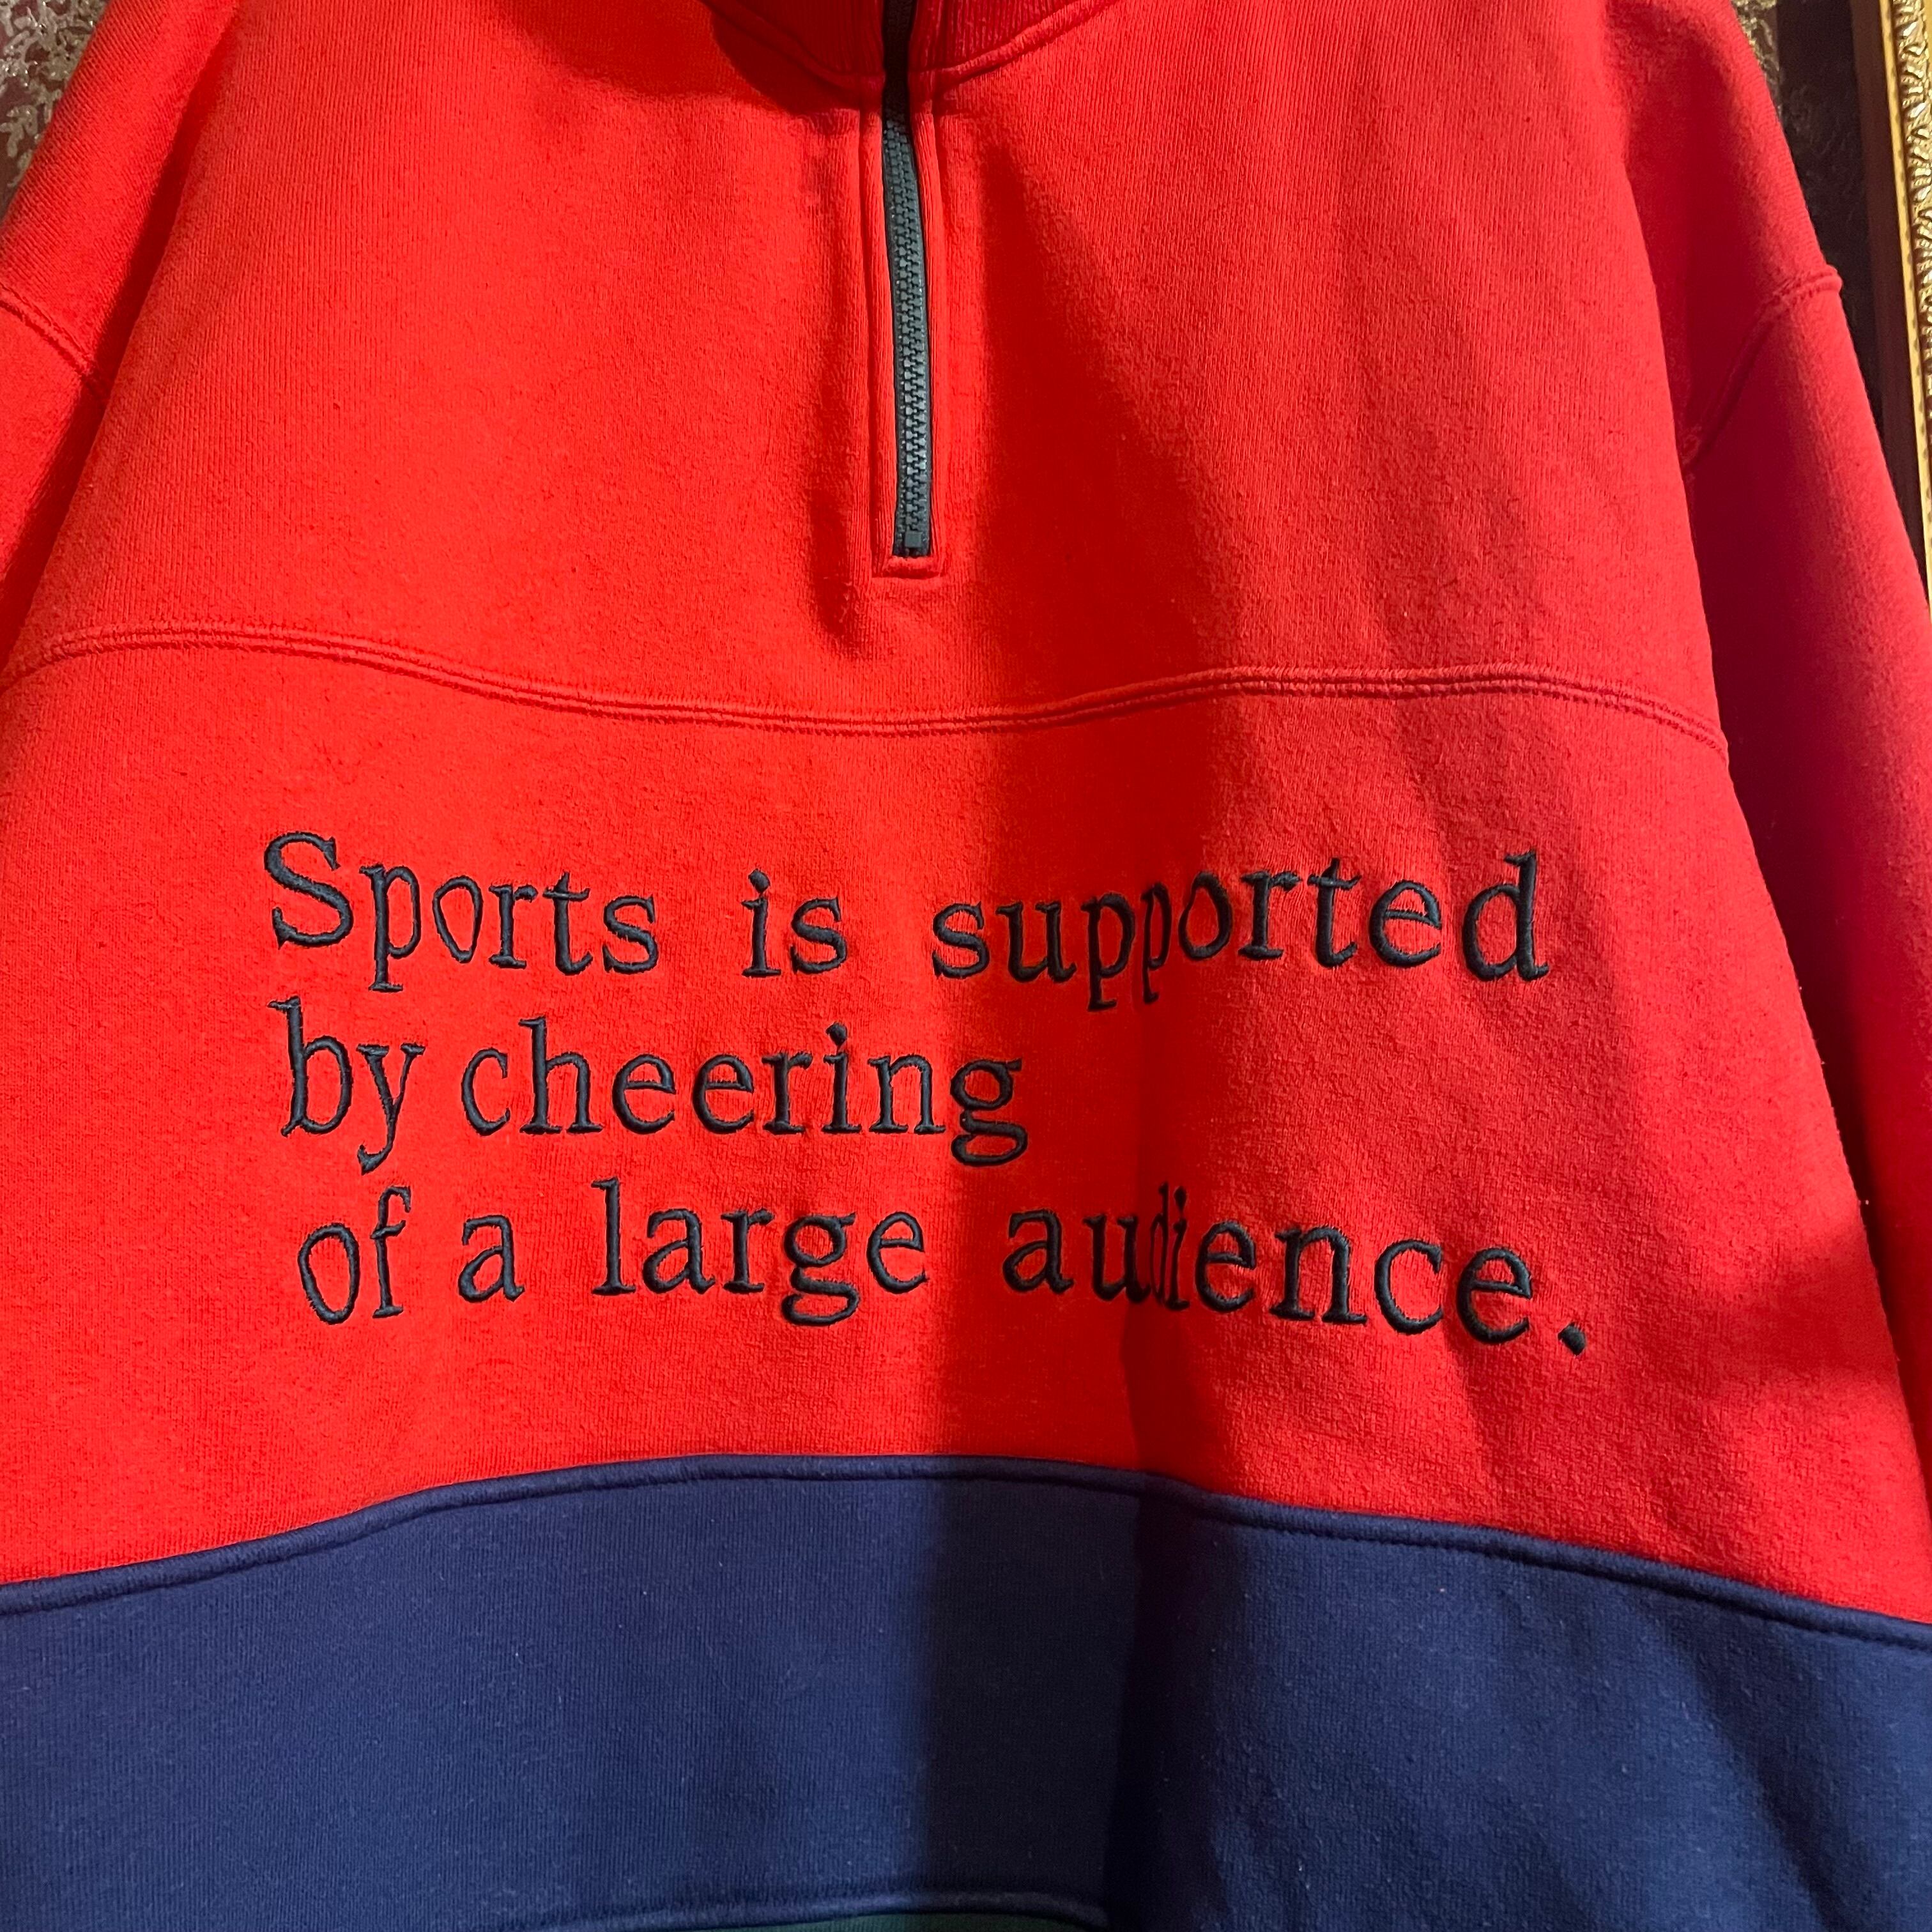 Sports is supported
by cheering
of a large audience.